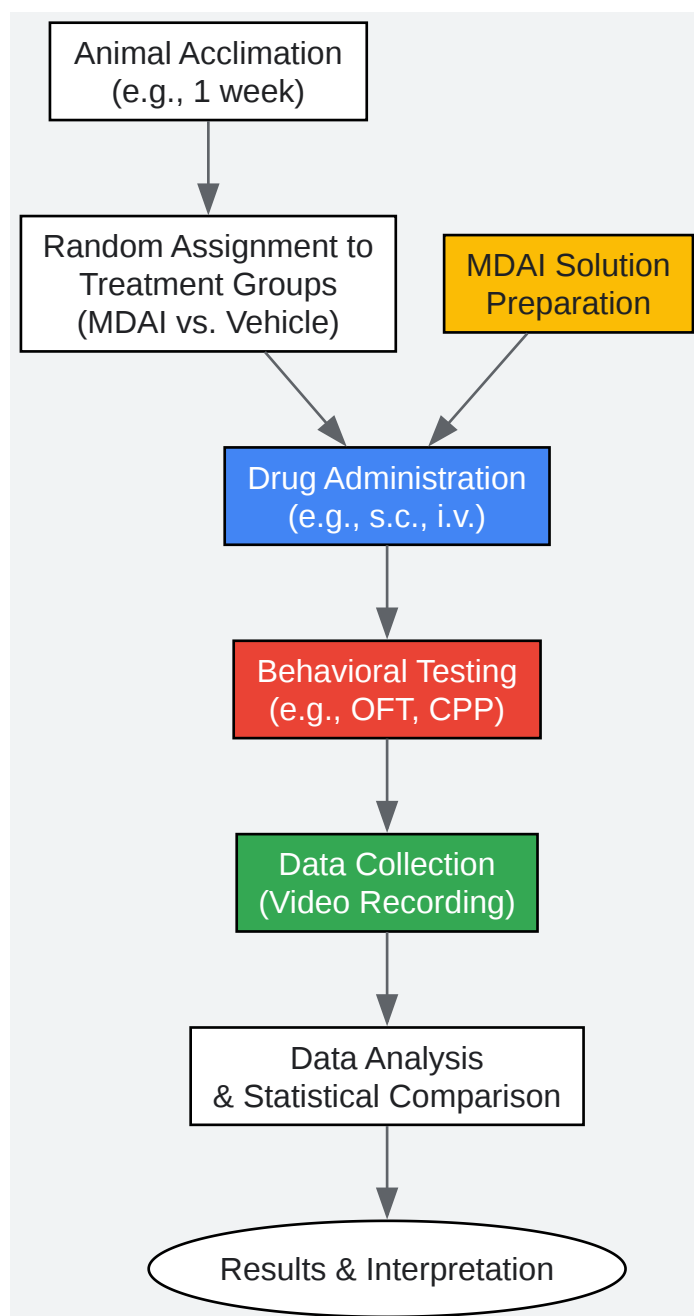 Animal Acclimation
(e.g., 1 week)
Random Assignment to
Treatment Groups
(MDAI vs. Vehicle)
MDAI Solution
Preparation
Drug Administration
(e.g., s.c., i.v.)
Behavioral Testing
(e.g., OFT, CPP)
Data Collection
(Video Recording)
Data Analysis
& Statistical Comparison
Results & Interpretation